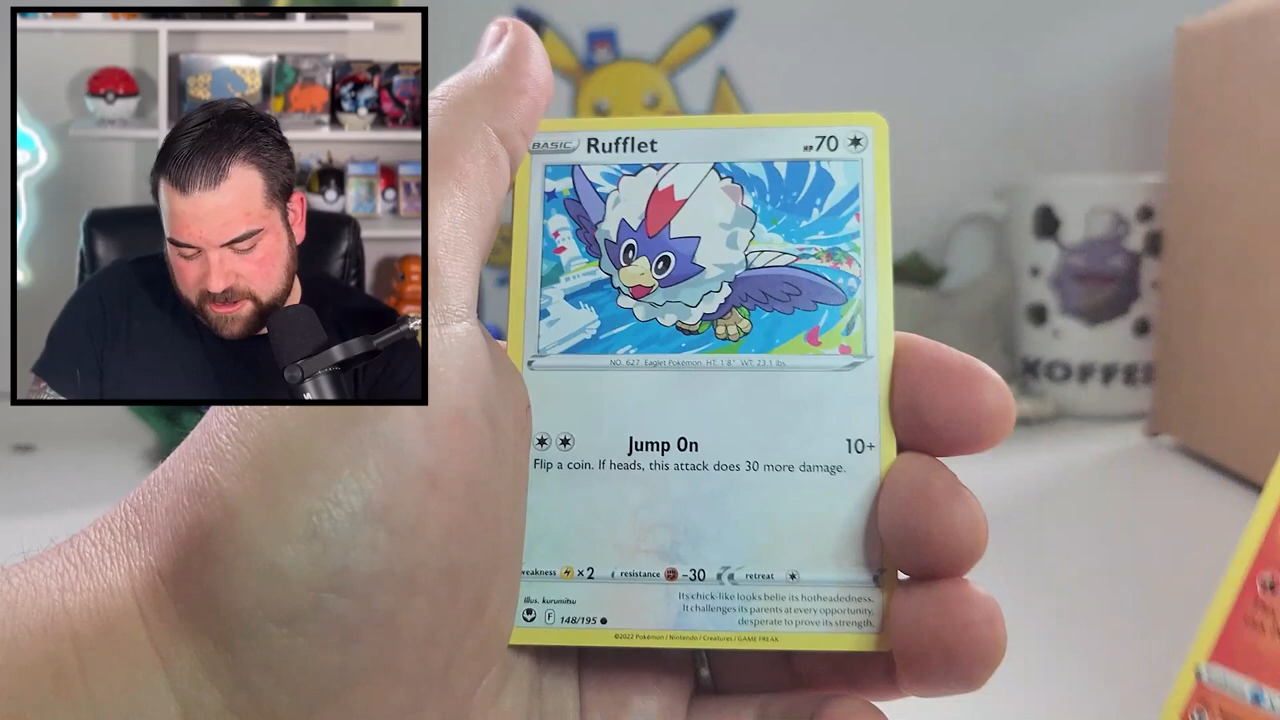 BASIC Rufflet HP 70
NO. 627 Eaglet Pokémon HT: 1'8" WT: 23.1 lbs.
Jump On 10+
Flip a coin. If heads, this attack does 30 more damage.
weakness ×2 resistance -30 retreat
Illus. kurumitsu
Its chick-like looks belie its hotheadedness.
It challenges its parents at every opportunity,
desperate to prove its strength.
F 148/195
©2022 Pokémon / Nintendo / Creatures / GAME FREAK
KOFFE